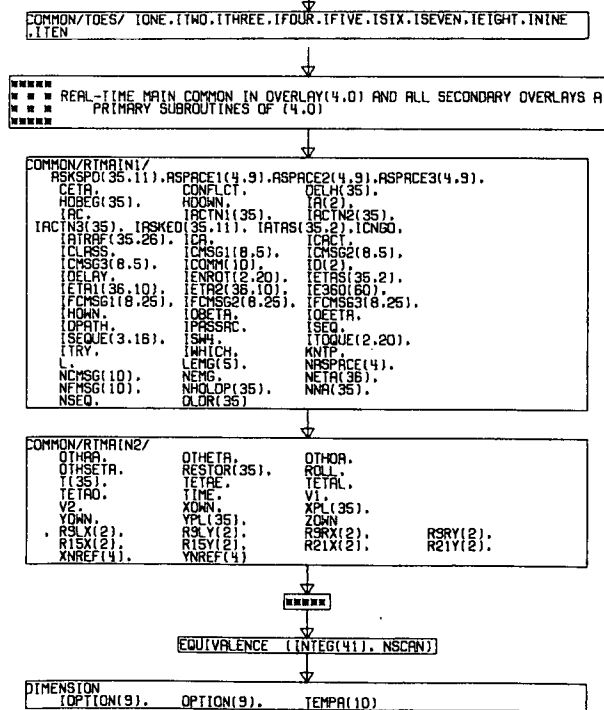 COMMON/TOES/ IONE,ITWO,ITHREE,IFOUR,IFIVE,ISIX,ISEVEN,IEIGHT,ININE
,ITEN
*****
* * * REAL-TIME MAIN COMMON IN OVERLAY(4,0) AND ALL SECONDARY OVERLAYS A
* * * PRIMARY SUBROUTINES OF (4,0)
*****
COMMON/RTMAIN1/
ASKSPD(35,11),ASPACE1(4,9),ASPACE2(4,9),ASPACE3(4,9),
CETA, CONFLCT, DELH(35),
HDBEG(35), HDOWN, IA(2),
IAC, IACTN1(35), IACTN2(35),
IACTN3(35), IASKED(35,11), IATAS(35,2),ICNGO,
IATRAF(35,26), ICA, ICACT,
ICLASS, ICMSG1(8,5), ICMSG2(8,5),
ICMSG3(8,5), ICOMM(10), ID(2),
IDELAY, IENROT(2,20), IETAS(35,2),
IETA1(36,10), IETA2(36,10), IE360(60),
IFCMSG1(8,25), IFCMSG2(8,25), IFCMSG3(8,25),
IHOWN, IOBETA, IOEETA,
IOPATH, IPASSAC, ISEQ,
ISEQUE(3,16), ISW4, ITOQUE(2,20),
ITRY, IWHICH, KNTP,
L, LEMG(5), NASPACE(4),
NCMSG(10), NEMG, NETA(36),
NFMSG(10), NHOLDP(35), NNA(35),
NSEQ, OLDR(35)
COMMON/RTMAIN2/
OTHAA, OTHETA, OTHOA,
OTHSETA, RESTOR(35), ROLL,
T(35), TETAE, TETAL,
TETAO, TIME, V1,
V2, XOWN, XPL(35),
YOWN, YPL(35), ZOWN
, R9LX(2), R9LY(2), R9RX(2), R9RY(2),
R15X(2), R15Y(2), R21X(2), R21Y(2),
XNREF(4), YNREF(4)
*****
EQUIVALENCE (INTEG(41), NSCAN)
DIMENSION
IOPTION(9), OPTION(9), TEMPA(10)